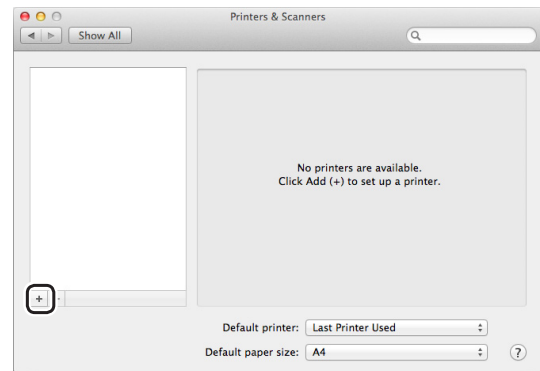 Printers & Scanners
Show All
No printers are available.
Click Add (+) to set up a printer.
+ -
Default printer: Last Printer Used
Default paper size: A4 ?